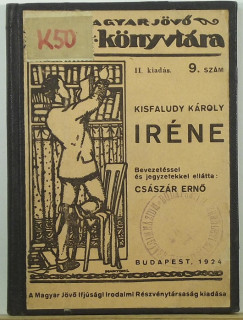 MAGYAR JÖVŐ
K50
könyvtára
II. kiadás.
9. SZÁM
KISFALUDY KÁROLY
IRÉNE
Bevezetéssel
és jegyzetekkel ellátta:
CSÁSZÁR ERNŐ
BUDAPEST, 1924
A Magyar Jövő Ifjúsági Irodalmi Részvénytársaság kiadása